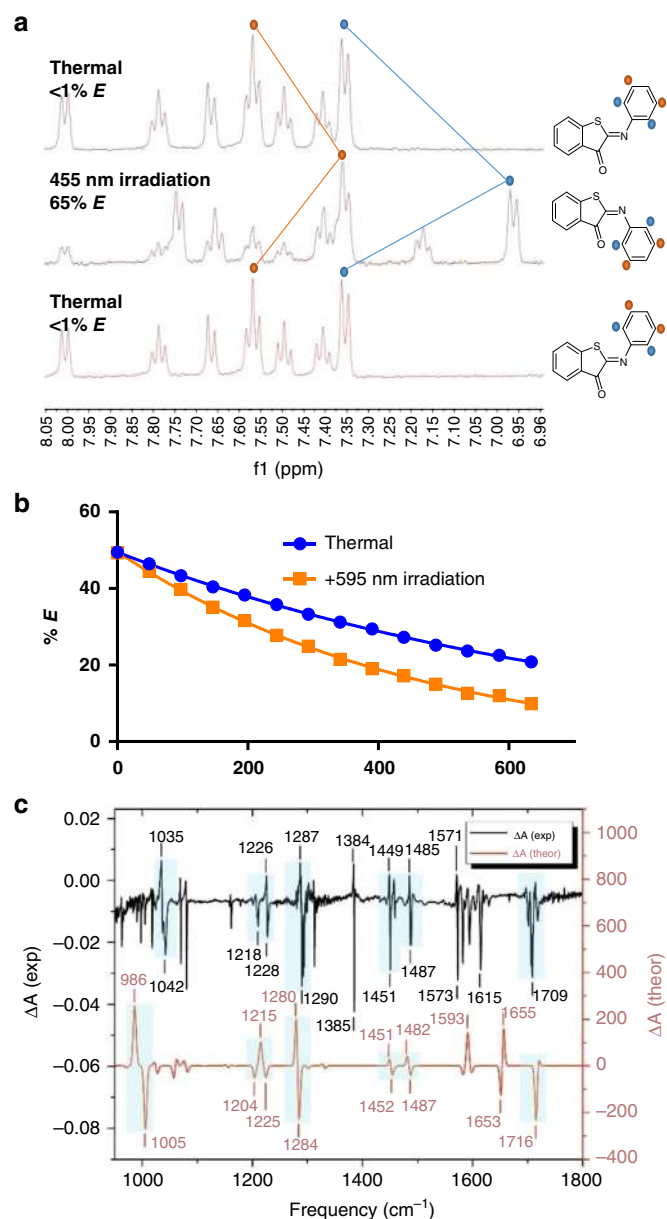 a
Thermal
<1% E
S
N
O
455 nm irradiation
65% E
S
N
O
Thermal
<1% E
S
N
O
8.05 8.00 7.95 7.90 7.85 7.80 7.75 7.70 7.65 7.60 7.55 7.50 7.45 7.40 7.35 7.30 7.25 7.20 7.15 7.10 7.05 7.00 6.95 6.96
f1 (ppm)
b
60
40
20
0
% E
Thermal
+595 nm irradiation
0 200 400 600
c
0.02
0.00
−0.02
−0.04
−0.06
−0.08
ΔA (exp)
1000
800
600
400
200
0
−200
−400
ΔA (theor)
ΔA (exp)
ΔA (theor)
1035 1226 1287 1384 1449 1485 1571
1218
1228
1042
1290
1385
1451
1487
1573 1615 1709
986 1215 1280 1451 1482 1593 1655
1204
1225
1005
1284
1452 1487
1653
1716
1000 1200 1400 1600 1800
Frequency (cm⁻¹)